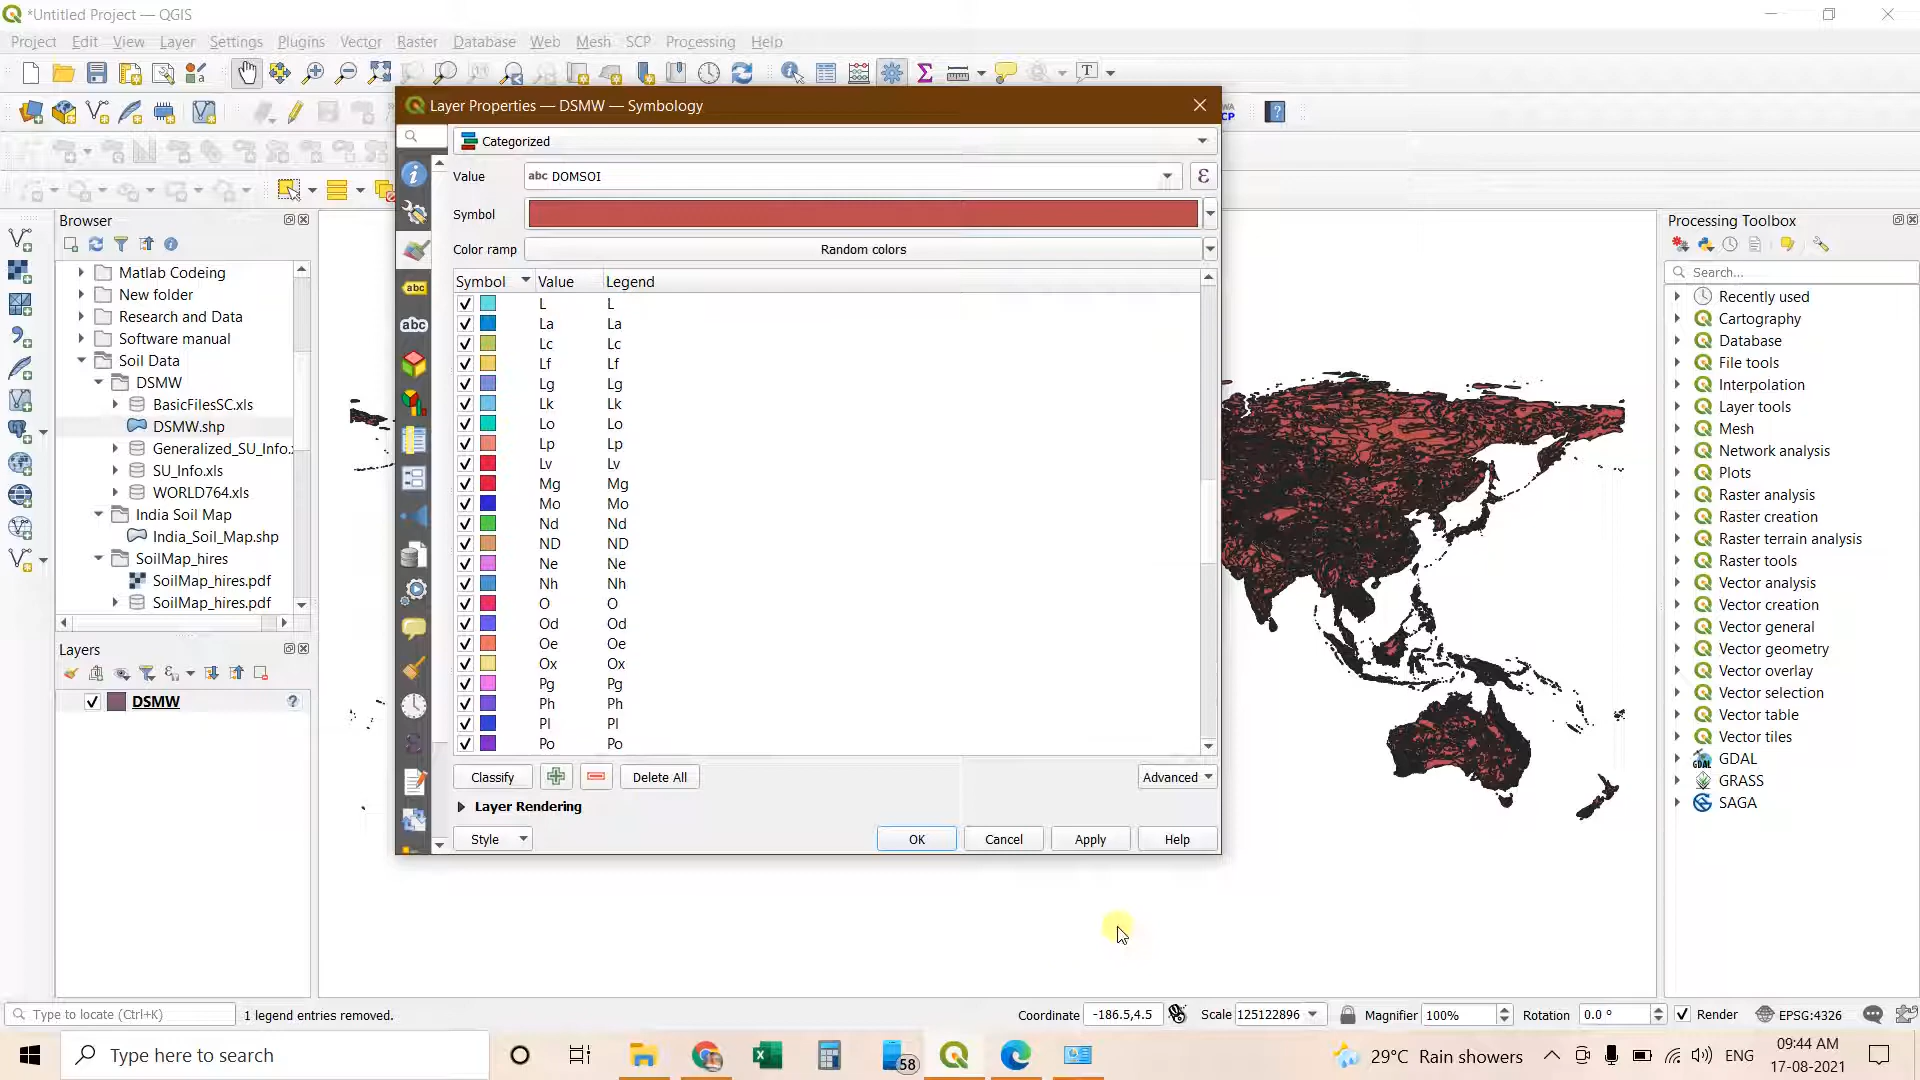 *Untitled Project — QGIS
Project Edit View Layer Settings Plugins Vector Raster Database Web Mesh SCP Processing Help
Layer Properties — DSMW — Symbology
Categorized
Value abc DOMSOI ε
Symbol
Color ramp Random colors
Symbol Value Legend
L L
La La
Lc Lc
Lf Lf
Lg Lg
Lk Lk
Lo Lo
Lp Lp
Lv Lv
Mg Mg
Mo Mo
Nd Nd
ND ND
Ne Ne
Nh Nh
O O
Od Od
Oe Oe
Ox Ox
Pg Pg
Ph Ph
Pl Pl
Po Po
Classify Delete All Advanced
Layer Rendering
Style OK Cancel Apply Help
abc
abc
Browser
Matlab Codeing
New folder
Research and Data
Software manual
Soil Data
DSMW
BasicFilesSC.xls
DSMW.shp
Generalized_SU_Info.
SU_Info.xls
WORLD764.xls
India Soil Map
India_Soil_Map.shp
SoilMap_hires
SoilMap_hires.pdf
SoilMap_hires.pdf
Layers
DSMW ?
Processing Toolbox
Search...
Recently used
Cartography
Database
File tools
Interpolation
Layer tools
Mesh
Network analysis
Plots
Raster analysis
Raster creation
Raster terrain analysis
Raster tools
Vector analysis
Vector creation
Vector general
Vector geometry
Vector overlay
Vector selection
Vector table
Vector tiles
GDAL
GRASS
SAGA
Type to locate (Ctrl+K) 1 legend entries removed. Coordinate -186.5,4.5 Scale 125122896 Magnifier 100% Rotation 0.0 ° Render EPSG:4326
Type here to search 58 29°C Rain showers ENG 09:44 AM
17-08-2021